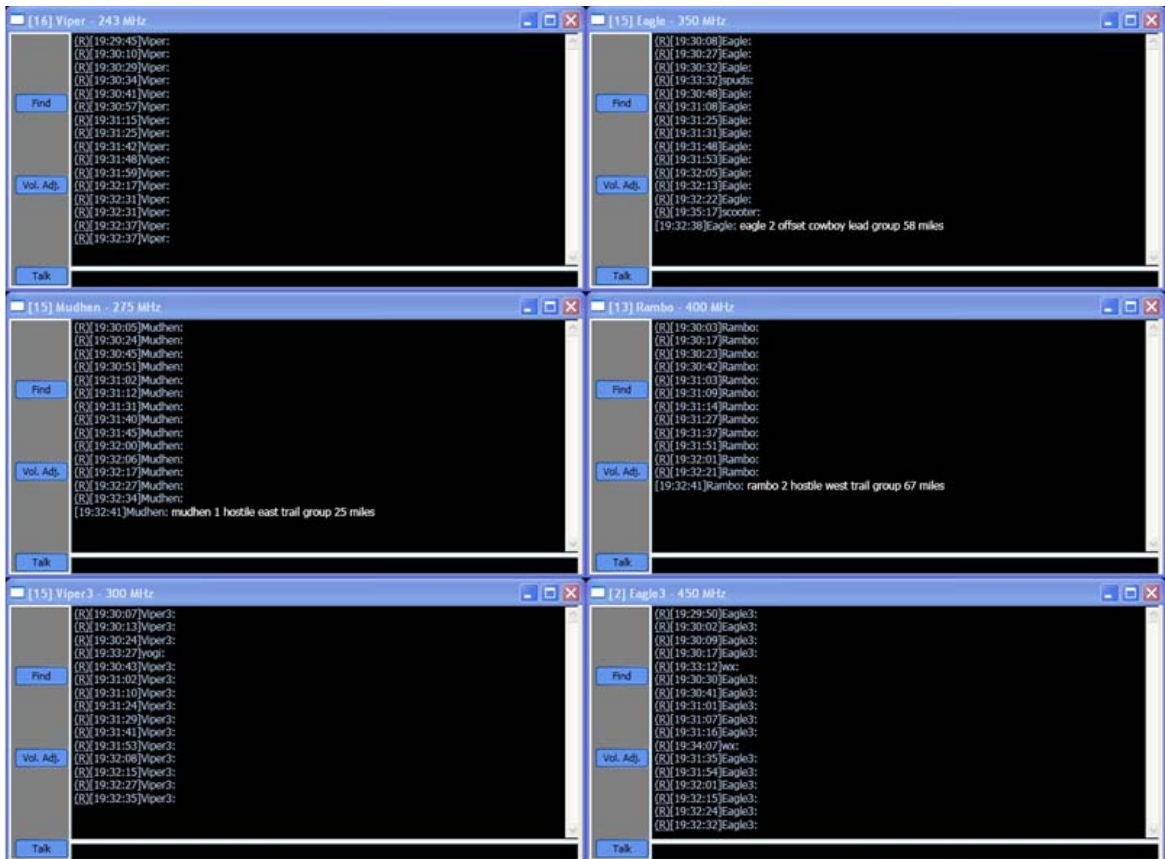 [16] Viper - 243 MHz
(R)[19:29:45]Viper:
(R)[19:30:10]Viper:
(R)[19:30:29]Viper:
(R)[19:30:34]Viper:
(R)[19:30:41]Viper:
(R)[19:30:57]Viper:
(R)[19:31:15]Viper:
(R)[19:31:25]Viper:
(R)[19:31:42]Viper:
(R)[19:31:48]Viper:
(R)[19:31:59]Viper:
(R)[19:32:17]Viper:
(R)[19:32:31]Viper:
(R)[19:32:31]Viper:
(R)[19:32:37]Viper:
(R)[19:32:37]Viper:
Find
Vol. Adj.
Talk
[15] Eagle - 350 MHz
(R)[19:30:08]Eagle:
(R)[19:30:27]Eagle:
(R)[19:30:32]Eagle:
(R)[19:33:32]spuds:
(R)[19:30:48]Eagle:
(R)[19:31:08]Eagle:
(R)[19:31:25]Eagle:
(R)[19:31:31]Eagle:
(R)[19:31:48]Eagle:
(R)[19:31:53]Eagle:
(R)[19:32:05]Eagle:
(R)[19:32:13]Eagle:
(R)[19:32:22]Eagle:
(R)[19:35:17]scooter:
[19:32:38]Eagle: eagle 2 offset cowboy lead group 58 miles
Find
Vol. Adj.
Talk
[15] Mudhen - 275 MHz
(R)[19:30:05]Mudhen:
(R)[19:30:24]Mudhen:
(R)[19:30:45]Mudhen:
(R)[19:30:51]Mudhen:
(R)[19:31:02]Mudhen:
(R)[19:31:12]Mudhen:
(R)[19:31:31]Mudhen:
(R)[19:31:40]Mudhen:
(R)[19:31:45]Mudhen:
(R)[19:32:00]Mudhen:
(R)[19:32:06]Mudhen:
(R)[19:32:17]Mudhen:
(R)[19:32:27]Mudhen:
(R)[19:32:34]Mudhen:
[19:32:41]Mudhen: mudhen 1 hostile east trail group 25 miles
Find
Vol. Adj.
Talk
[13] Rambo - 400 MHz
(R)[19:30:03]Rambo:
(R)[19:30:17]Rambo:
(R)[19:30:23]Rambo:
(R)[19:30:42]Rambo:
(R)[19:31:03]Rambo:
(R)[19:31:09]Rambo:
(R)[19:31:14]Rambo:
(R)[19:31:27]Rambo:
(R)[19:31:37]Rambo:
(R)[19:31:51]Rambo:
(R)[19:32:01]Rambo:
(R)[19:32:21]Rambo:
[19:32:41]Rambo: rambo 2 hostile west trail group 67 miles
Find
Vol. Adj.
Talk
[15] Viper3 - 300 MHz
(R)[19:30:07]Viper3:
(R)[19:30:13]Viper3:
(R)[19:30:24]Viper3:
(R)[19:33:27]yogi:
(R)[19:30:43]Viper3:
(R)[19:31:02]Viper3:
(R)[19:31:10]Viper3:
(R)[19:31:24]Viper3:
(R)[19:31:29]Viper3:
(R)[19:31:41]Viper3:
(R)[19:31:53]Viper3:
(R)[19:32:08]Viper3:
(R)[19:32:15]Viper3:
(R)[19:32:27]Viper3:
(R)[19:32:35]Viper3:
Find
Vol. Adj.
Talk
[2] Eagle3 - 450 MHz
(R)[19:29:50]Eagle3:
(R)[19:30:02]Eagle3:
(R)[19:30:09]Eagle3:
(R)[19:30:17]Eagle3:
(R)[19:33:12]wx:
(R)[19:30:30]Eagle3:
(R)[19:30:41]Eagle3:
(R)[19:31:01]Eagle3:
(R)[19:31:07]Eagle3:
(R)[19:31:16]Eagle3:
(R)[19:34:07]wx:
(R)[19:31:35]Eagle3:
(R)[19:31:54]Eagle3:
(R)[19:32:01]Eagle3:
(R)[19:32:15]Eagle3:
(R)[19:32:24]Eagle3:
(R)[19:32:32]Eagle3:
Find
Vol. Adj.
Talk